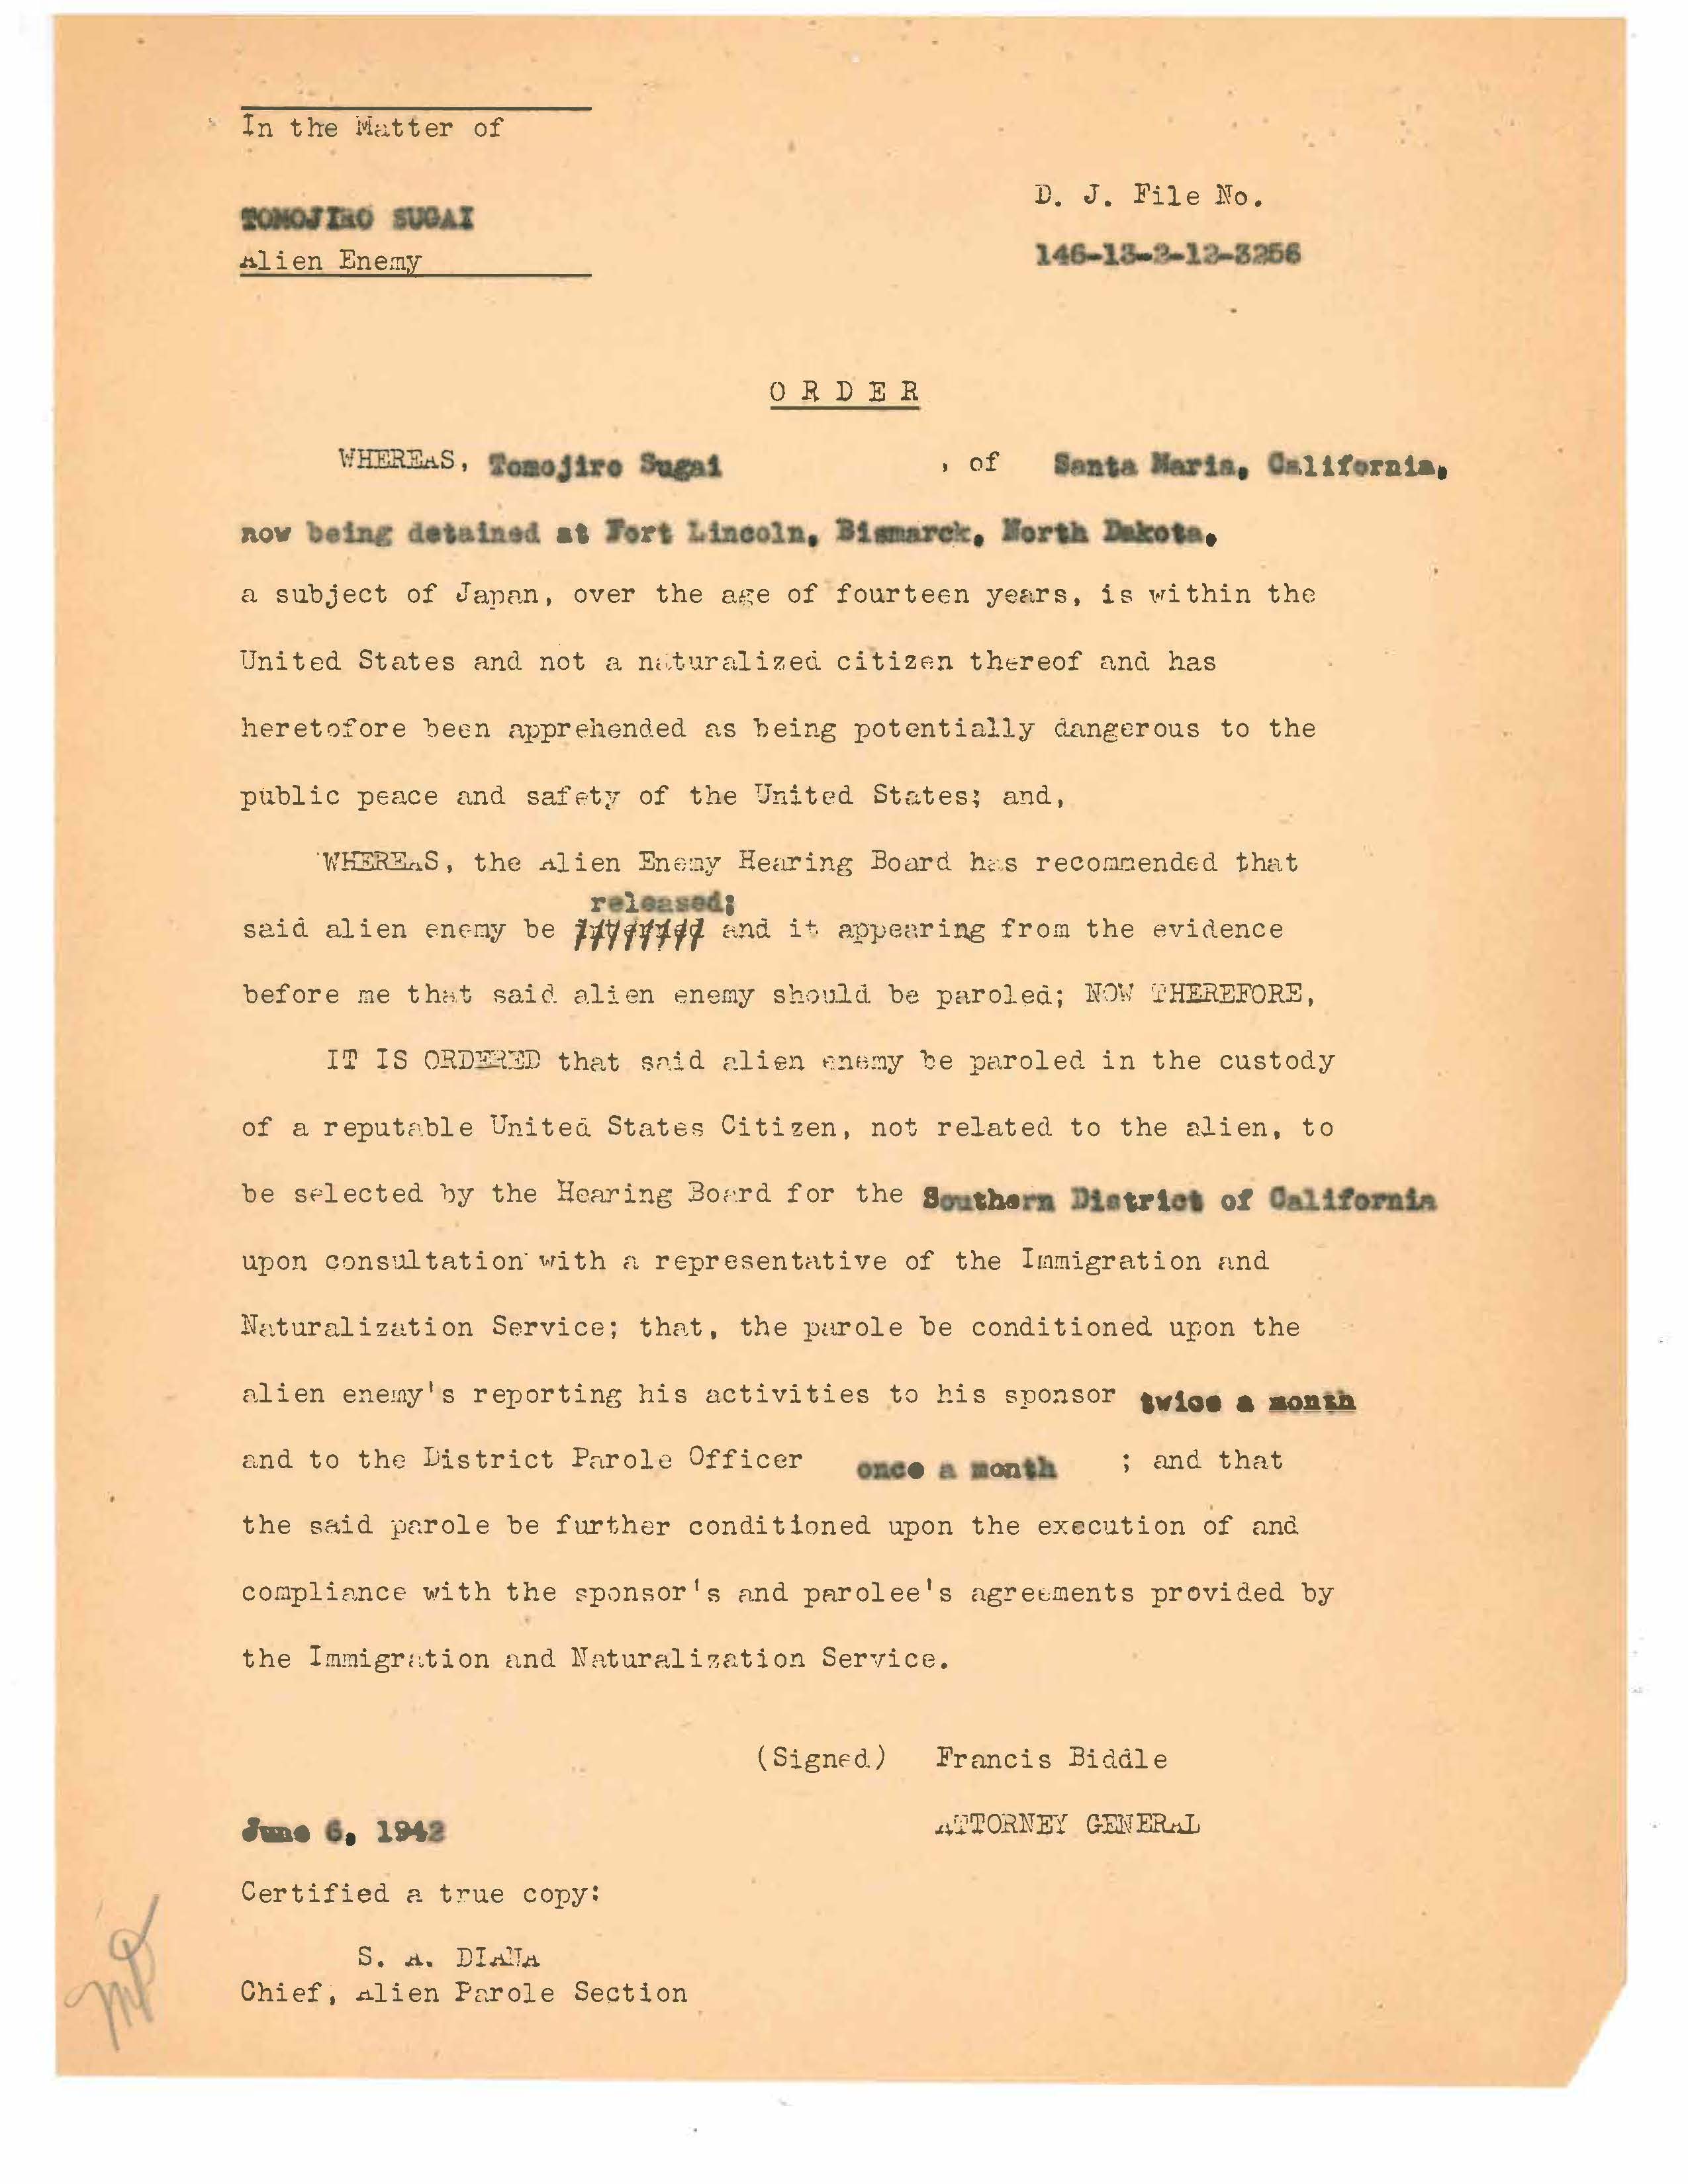 In the Matter of
D. J. File No.
TOMOJIRO SUGAI
146-13-2-12-3256
Alien Enemy
O R D E R
WHEREAS, Tomojiro Sugai , of Santa Maria, California,
now being detained at Fort Lincoln, Bismarck, North Dakota,
a subject of Japan, over the age of fourteen years, is within the
United States and not a naturalized citizen thereof and has
heretofore been apprehended as being potentially dangerous to the
public peace and safety of the United States; and,
WHEREAS, the Alien Enemy Hearing Board has recommended that
released;
said alien enemy be interned and it appearing from the evidence
before me that said alien enemy should be paroled; NOW THEREFORE,
IT IS ORDERED that said alien enemy be paroled in the custody
of a reputable United States Citizen, not related to the alien, to
be selected by the Hearing Board for the Southern District of California
upon consultation with a representative of the Immigration and
Naturalization Service; that, the parole be conditioned upon the
alien enemy's reporting his activities to his sponsor twice a month
and to the District Parole Officer once a month ; and that
the said parole be further conditioned upon the execution of and
compliance with the sponsor's and parolee's agreements provided by
the Immigration and Naturalization Service.
(Signed) Francis Biddle
ATTORNEY GENERAL
June 6, 1942
Certified a true copy:
S. A. DIANA
Chief, Alien Parole Section